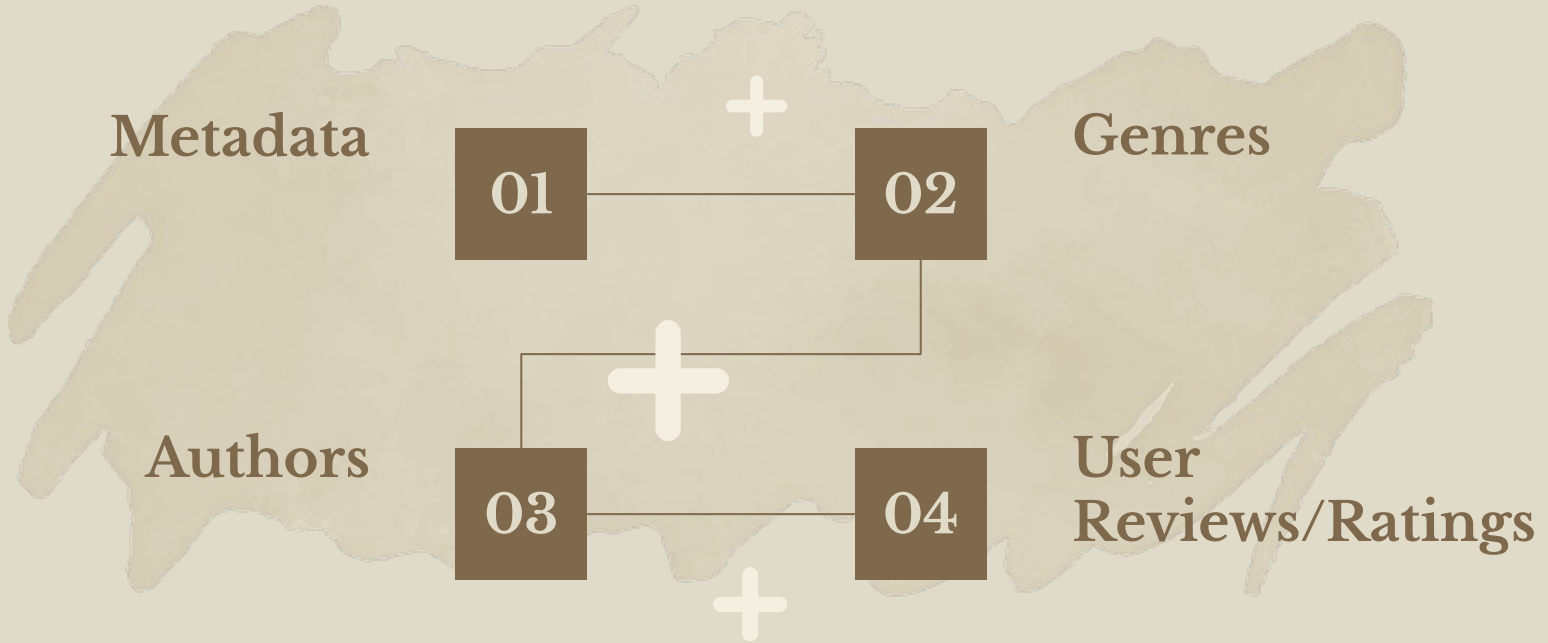 Metadata
01
02
Genres
Authors
03
04
User
Reviews/Ratings